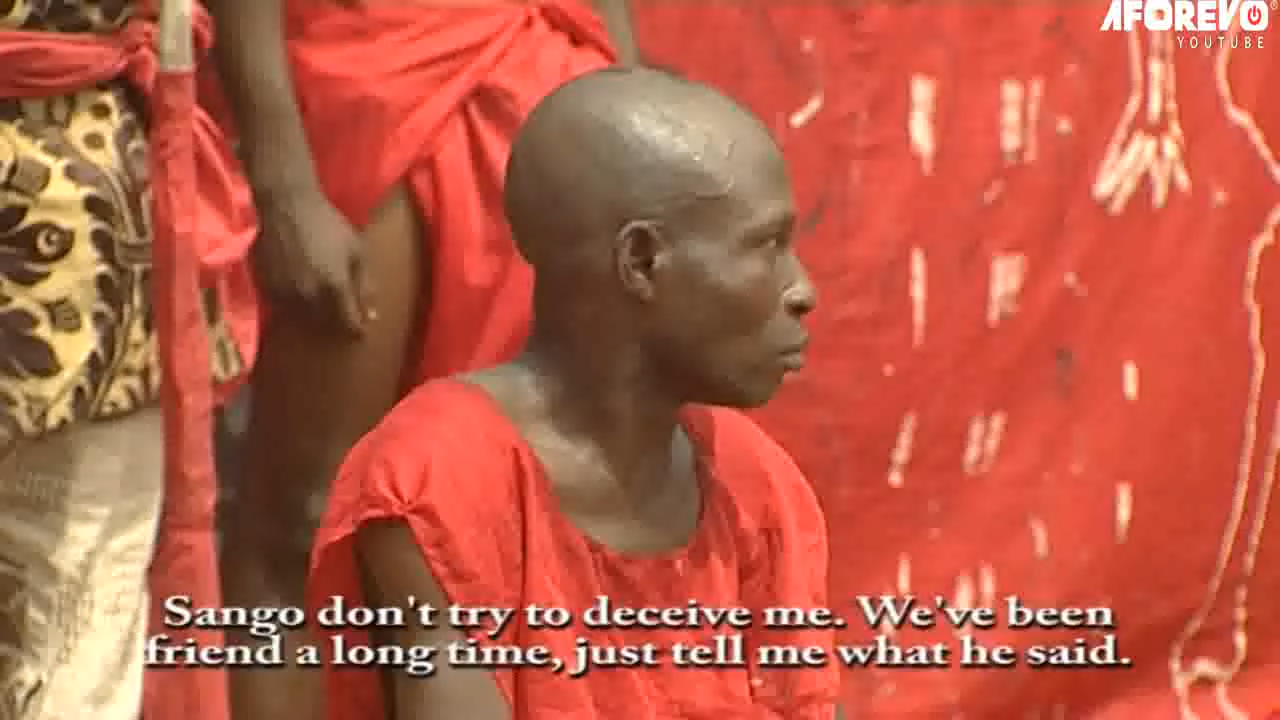 AFOREVO
YOUTUBE
Sango don't try to deceive me. We've been
friend a long time, just tell me what he said.